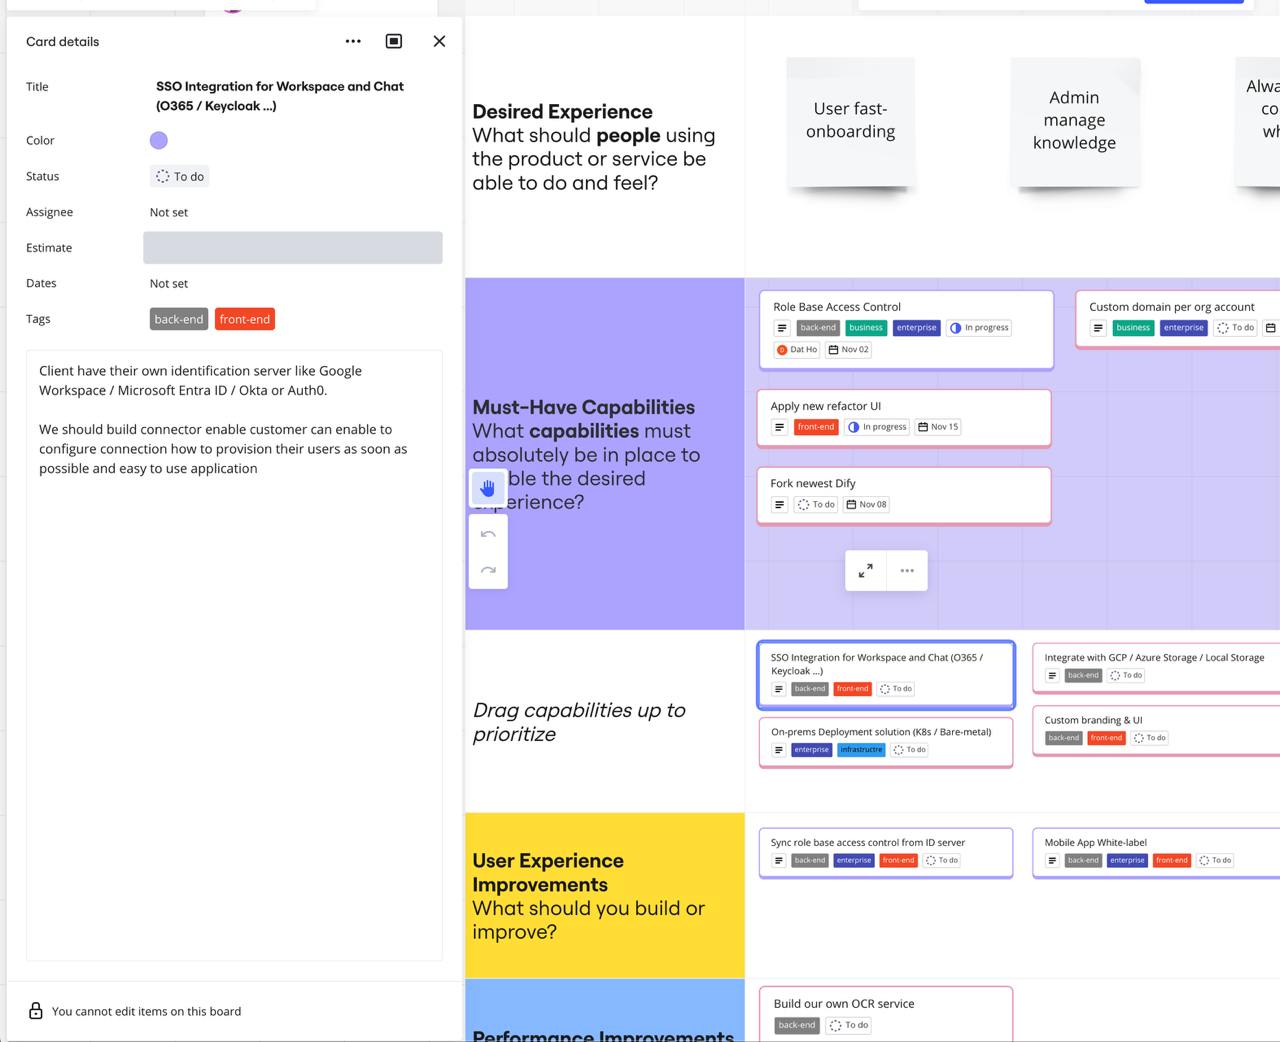 Card details
Title
SSO Integration for Workspace and Chat
(O365 / Keycloak ...)
Color
Status
To do
Assignee
Not set
Estimate
Dates
Not set
Tags
back-end front-end
Client have their own identification server like Google
Workspace / Microsoft Entra ID / Okta or Auth0.
We should build connector enable customer can enable to
configure connection how to provision their users as soon as
possible and easy to use application
You cannot edit items on this board
Desired Experience
What should people using
the product or service be
able to do and feel?
User fast-
onboarding
Admin
manage
knowledge
Must-Have Capabilities
What capabilities must
absolutely be in place to
ble the desired
erience?
Role Base Access Control
back-end business enterprise In progress
D Dat Ho Nov 02
Custom domain per org account
business enterprise To do
Apply new refactor UI
front-end In progress Nov 15
Fork newest Dify
To do Nov 08
Drag capabilities up to
prioritize
SSO Integration for Workspace and Chat (O365 /
Keycloak ...)
back-end front-end To do
Integrate with GCP / Azure Storage / Local Storage
back-end To do
On-prems Deployment solution (K8s / Bare-metal)
enterprise infrastructre To do
Custom branding & UI
back-end front-end To do
User Experience
Improvements
What should you build or
improve?
Sync role base access control from ID server
back-end enterprise front-end To do
Mobile App White-label
back-end enterprise front-end To do
Performance Improvements
Build our own OCR service
back-end To do